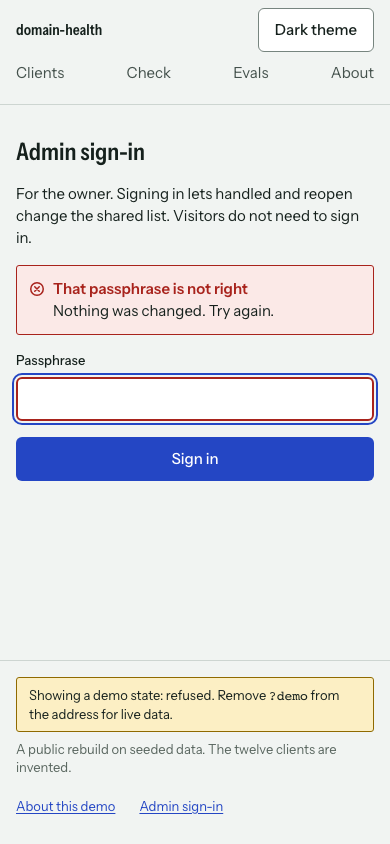 domain-health
Dark theme
Clients
Check
Evals
About
Admin sign-in
For the owner. Signing in lets handled and reopen
change the shared list. Visitors do not need to sign
in.
That passphrase is not right
Nothing was changed. Try again.
Passphrase
Sign in
Showing a demo state: refused. Remove ?demo from
the address for live data.
A public rebuild on seeded data. The twelve clients are
invented.
About this demo
Admin sign-in